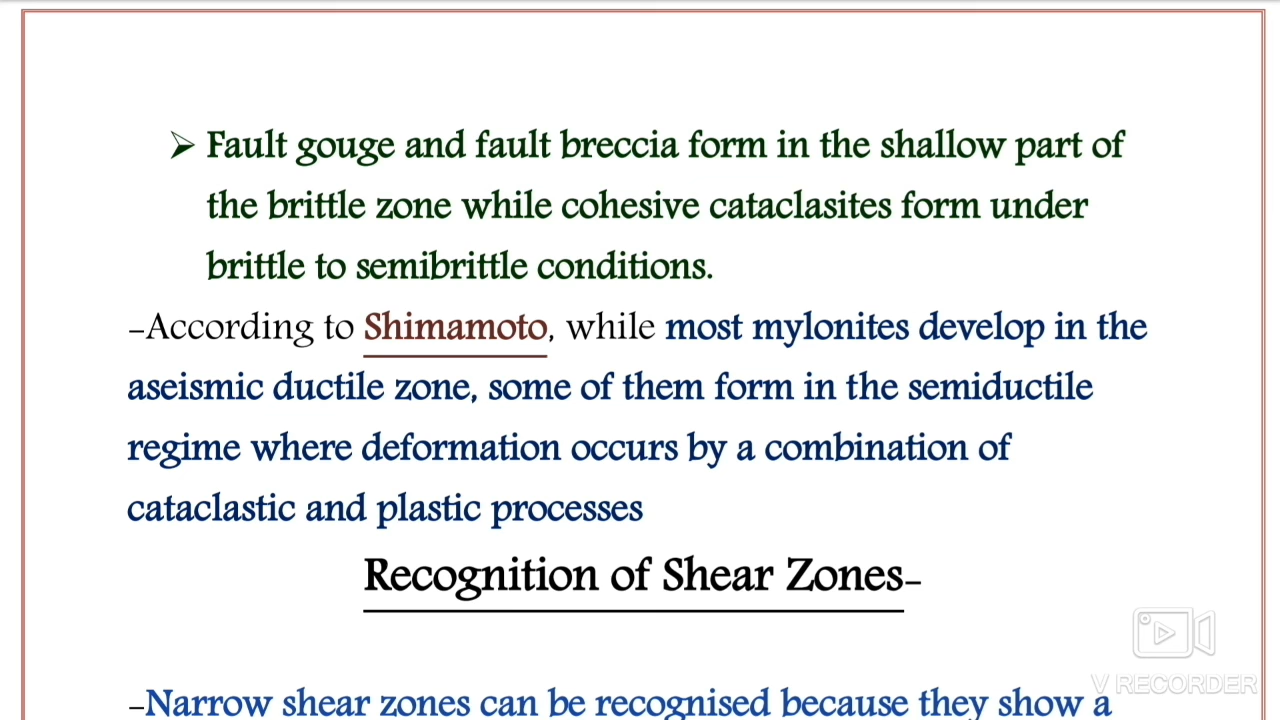 ➢ Fault gouge and fault breccia form in the shallow part of
the brittle zone while cohesive cataclasites form under
brittle to semibrittle conditions.
-According to Shimamoto, while most mylonites develop in the
aseismic ductile zone, some of them form in the semiductile
regime where deformation occurs by a combination of
cataclastic and plastic processes
Recognition of Shear Zones-
V RECORDER
-Narrow shear zones can be recognised because they show a